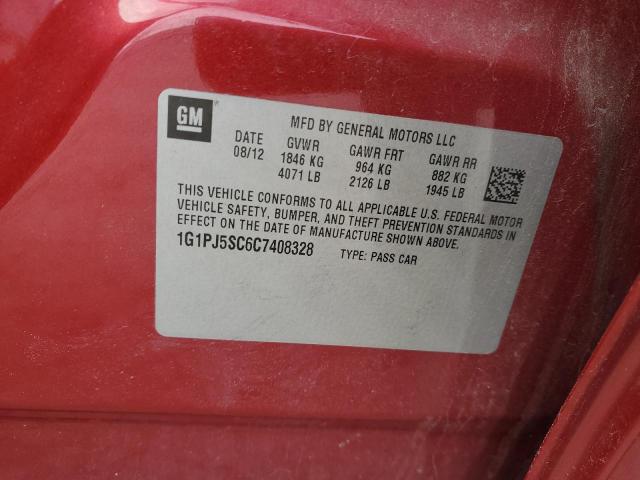 GM
MFD BY GENERAL MOTORS LLC
DATE GVWR GAWR FRT GAWR RR
08/12 1846 KG 964 KG 882 KG
4071 LB 2126 LB 1945 LB
THIS VEHICLE CONFORMS TO ALL APPLICABLE U.S. FEDERAL MOTOR
VEHICLE SAFETY, BUMPER, AND THEFT PREVENTION STANDARDS IN
EFFECT ON THE DATE OF MANUFACTURE SHOWN ABOVE.
1G1PJ5SC6C7408328 TYPE: PASS CAR